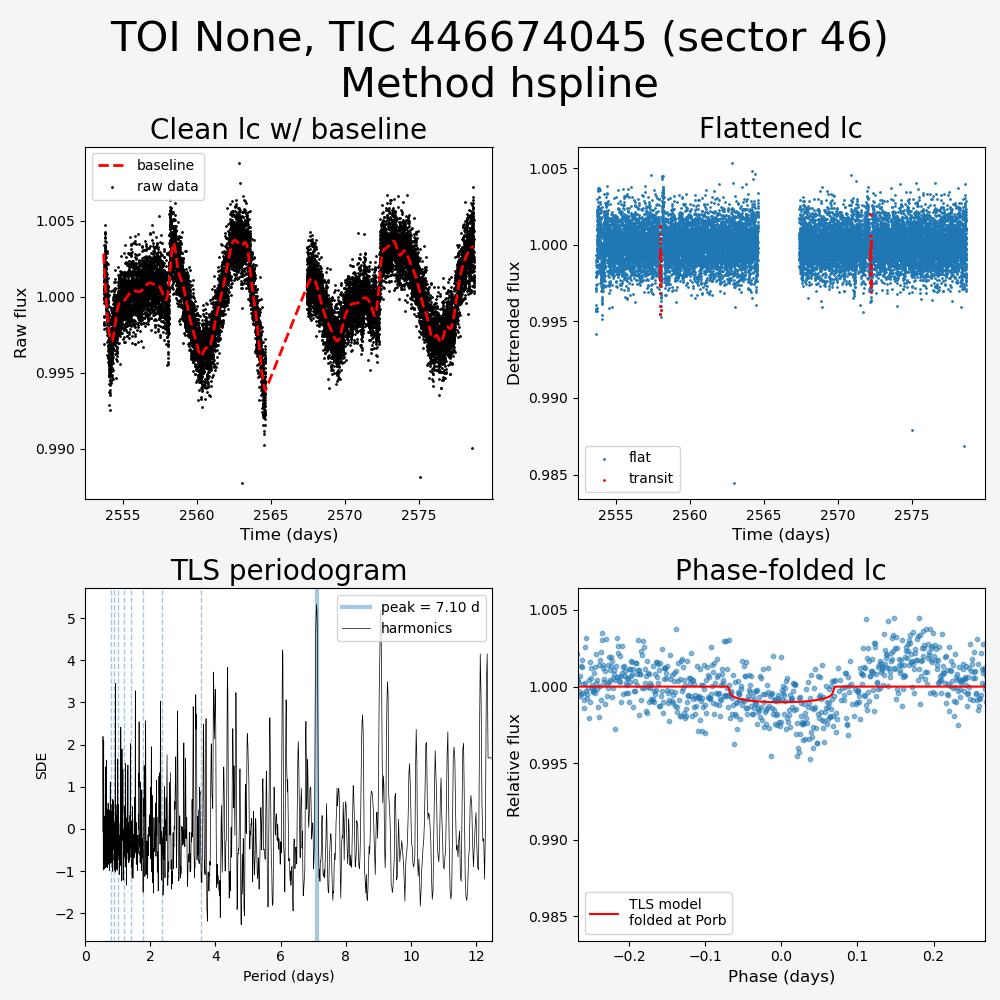 TOI None, TIC 446674045 (sector 46)
Method hspline
Clean lc w/ baseline
baseline
raw data
1.005
1.000
0.995
0.990
Raw flux
2555
2560
2565
2570
2575
Time (days)
Flattened lc
1.005
1.000
0.995
0.990
0.985
Detrended flux
flat
transit
2555
2560
2565
2570
2575
Time (days)
TLS periodogram
peak = 7.10 d
harmonics
5
4
3
2
1
0
−1
−2
SDE
0
2
4
6
8
10
12
Period (days)
Phase-folded lc
1.005
1.000
0.995
0.990
0.985
Relative flux
TLS model
folded at Porb
−0.2
−0.1
0.0
0.1
0.2
Phase (days)